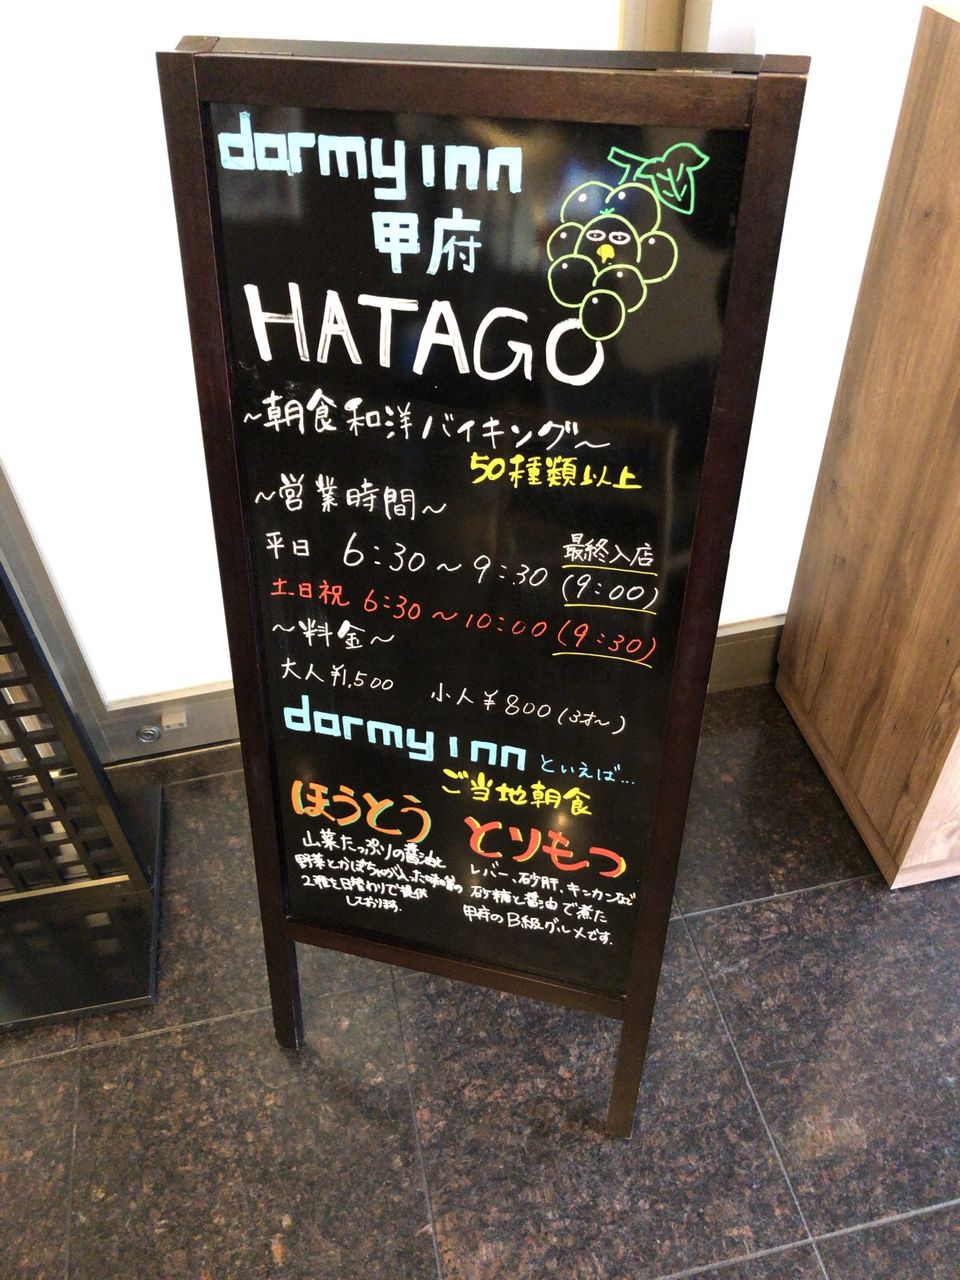 dormy inn
甲府
HATAGO
~朝食和洋バイキング~
50種類以上
~営業時間~
最終入店
平日 6:30~9:30 (9:00)
土日祝 6:30~10:00 (9:30)
~料金~
大人¥1,500 小人¥800(3才~)
dormy inn といえば…
ご当地朝食
ほうとう
山菜たっぷりの醤油と
野菜とかぼちゃが入った味噌の
2種を日替わりで提供
しております。
とりもつ
レバー、砂肝、キンカンなど
砂糖と醤油で煮た
甲府のB級グルメです。